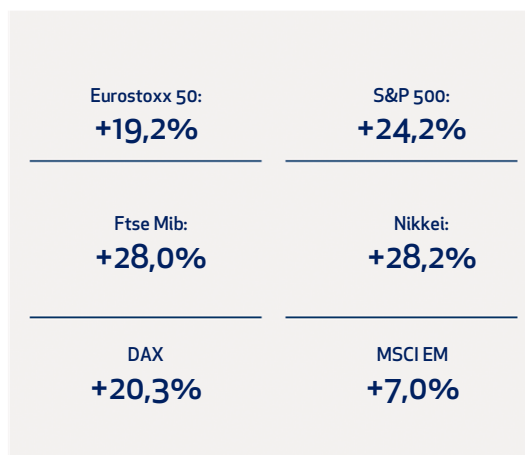 Eurostoxx 50:
+19,2%
S&P 500:
+24,2%
Ftse Mib:
+28,0%
Nikkei:
+28,2%
DAX
+20,3%
MSCI EM
+7,0%